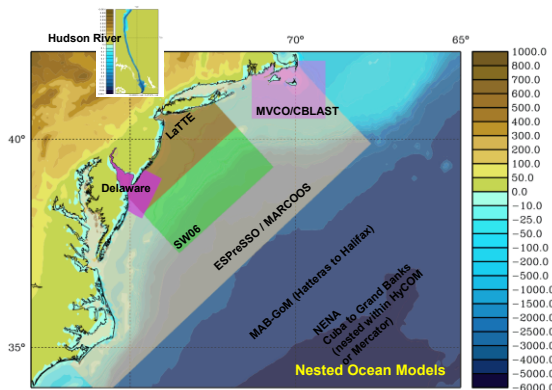 Hudson River
70°
65°
40°
35°
MVCO/CBLAST
LaTTE
Delaware
SW06
ESPreSSO / MARCOOS
MAB-GoM (Hatteras to Halifax)
NENA
Cuba to Grand Banks
(nested within HyCOM
or Mercator)
Nested Ocean Models
1000.0
800.0
700.0
600.0
500.0
400.0
300.0
200.0
100.0
50.0
0.0
−10.0
−25.0
−50.0
−100.0
−250.0
−500.0
−1000.0
−1500.0
−2000.0
−2500.0
−3000.0
−4000.0
−5000.0
−6000.0